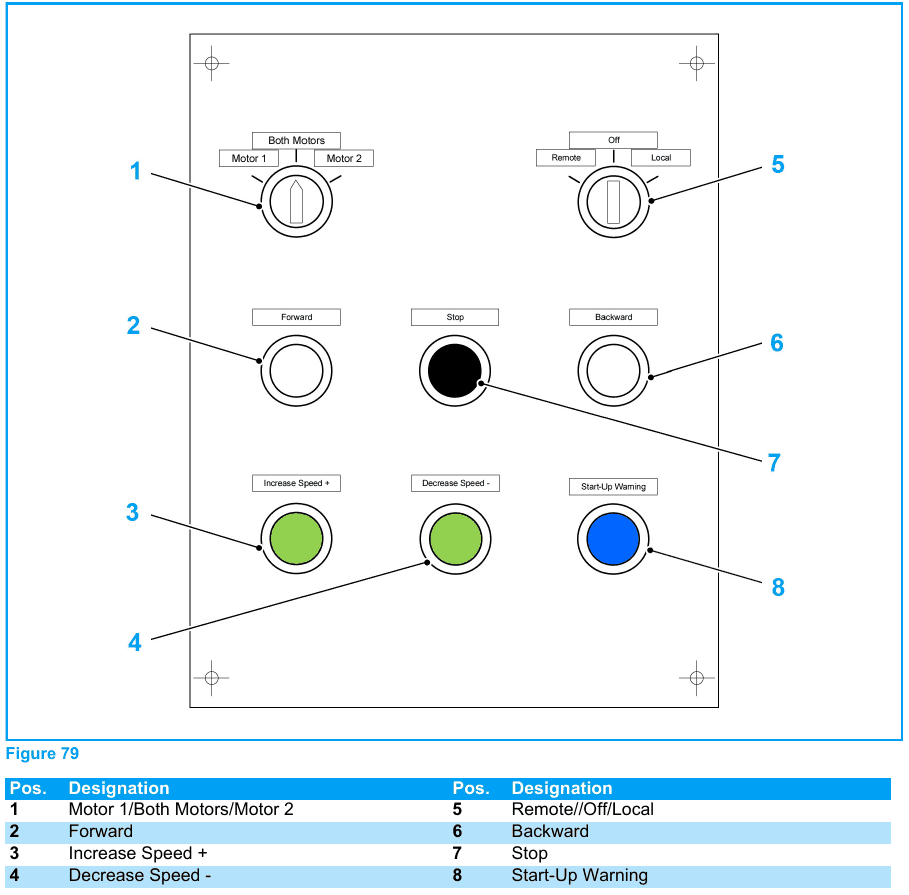 Both Motors
Motor 1 Motor 2
Off
Remote Local
1
5
Forward Stop Backward
2
6
7
Increase Speed + Decrease Speed - Start-Up Warning
3
8
4
Figure 79
Pos. Designation Pos. Designation
1 Motor 1/Both Motors/Motor 2 5 Remote//Off/Local
2 Forward 6 Backward
3 Increase Speed + 7 Stop
4 Decrease Speed - 8 Start-Up Warning